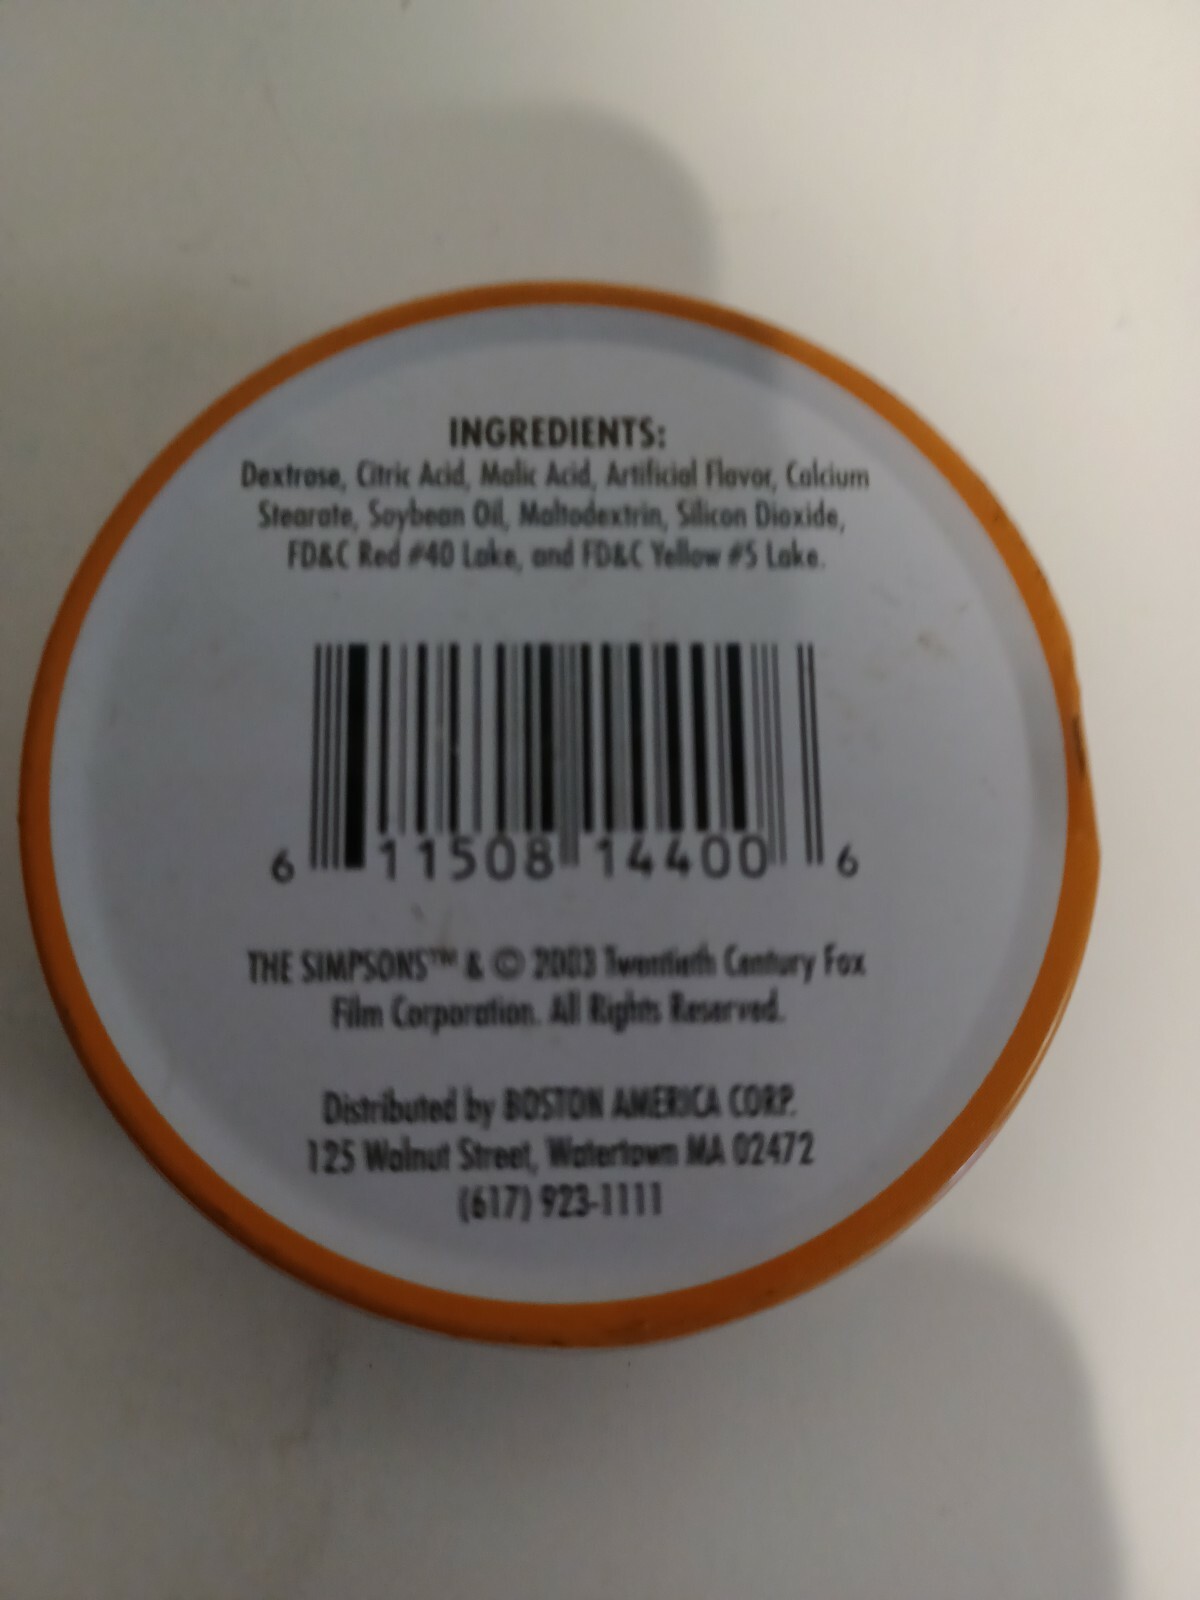 INGREDIENTS:
Dextrose, Citric Acid, Malic Acid, Artificial Flavor, Calcium
Stearate, Soybean Oil, Maltodextrin, Silicon Dioxide,
FD&C Red #40 Lake, and FD&C Yellow #5 Lake.
6 11508 14400 6
THE SIMPSONS™ & © 2003 Twentieth Century Fox
Film Corporation. All Rights Reserved.
Distributed by BOSTON AMERICA CORP.
125 Walnut Street, Watertown MA 02472
(617) 923-1111